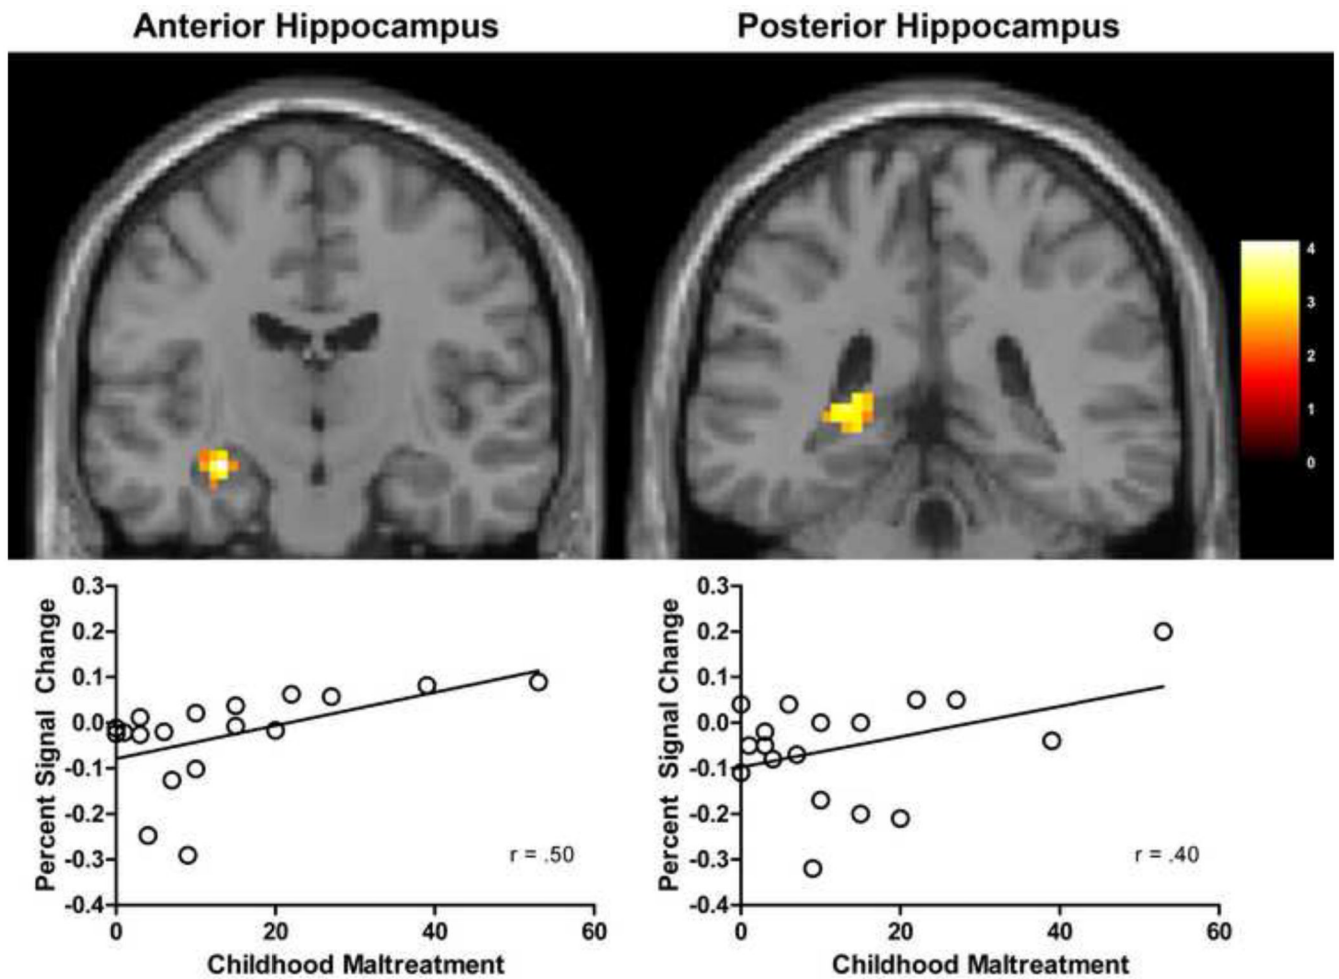 Anterior Hippocampus
Posterior Hippocampus
4
3
2
1
0
0.3
0.2
0.1
0.0
-0.1
-0.2
-0.3
-0.4
Percent Signal Change
r = .50
0 20 40 60
Childhood Maltreatment
0.3
0.2
0.1
0.0
-0.1
-0.2
-0.3
-0.4
Percent Signal Change
r = .40
0 20 40 60
Childhood Maltreatment